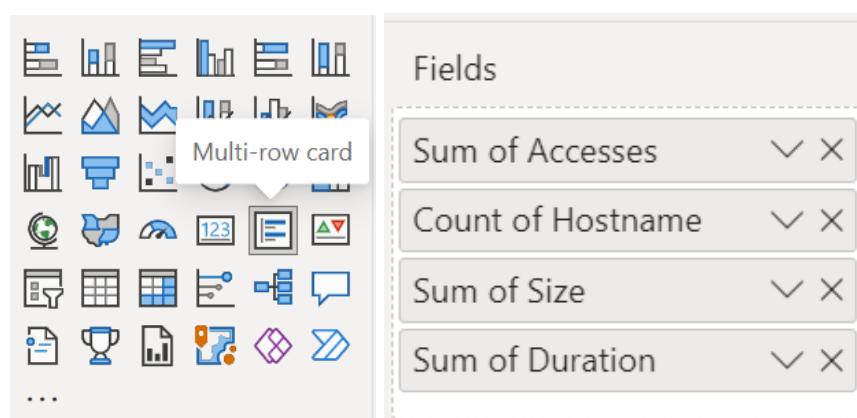 Multi-row card
123
...
Fields
Sum of Accesses
Count of Hostname
Sum of Size
Sum of Duration